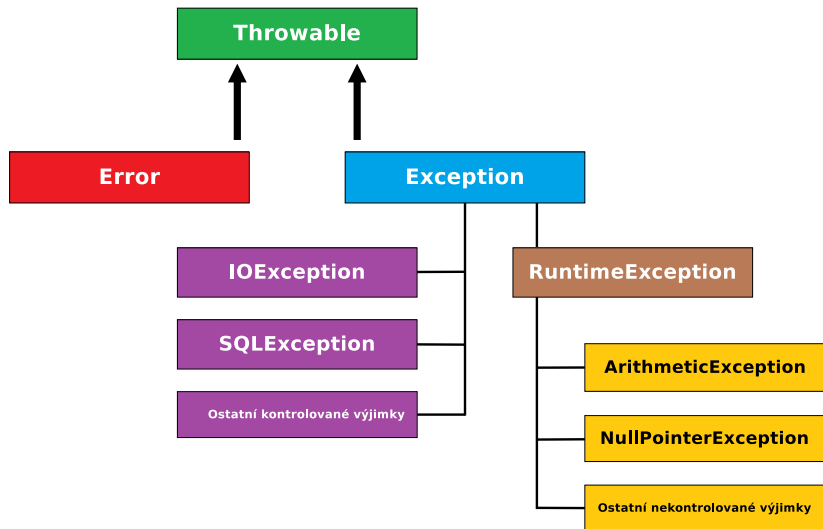 Throwable
Error
Exception
IOException
RuntimeException
SQLException
ArithmeticException
Ostatní kontrolované výjimky
NullPointerException
Ostatní nekontrolované výjimky